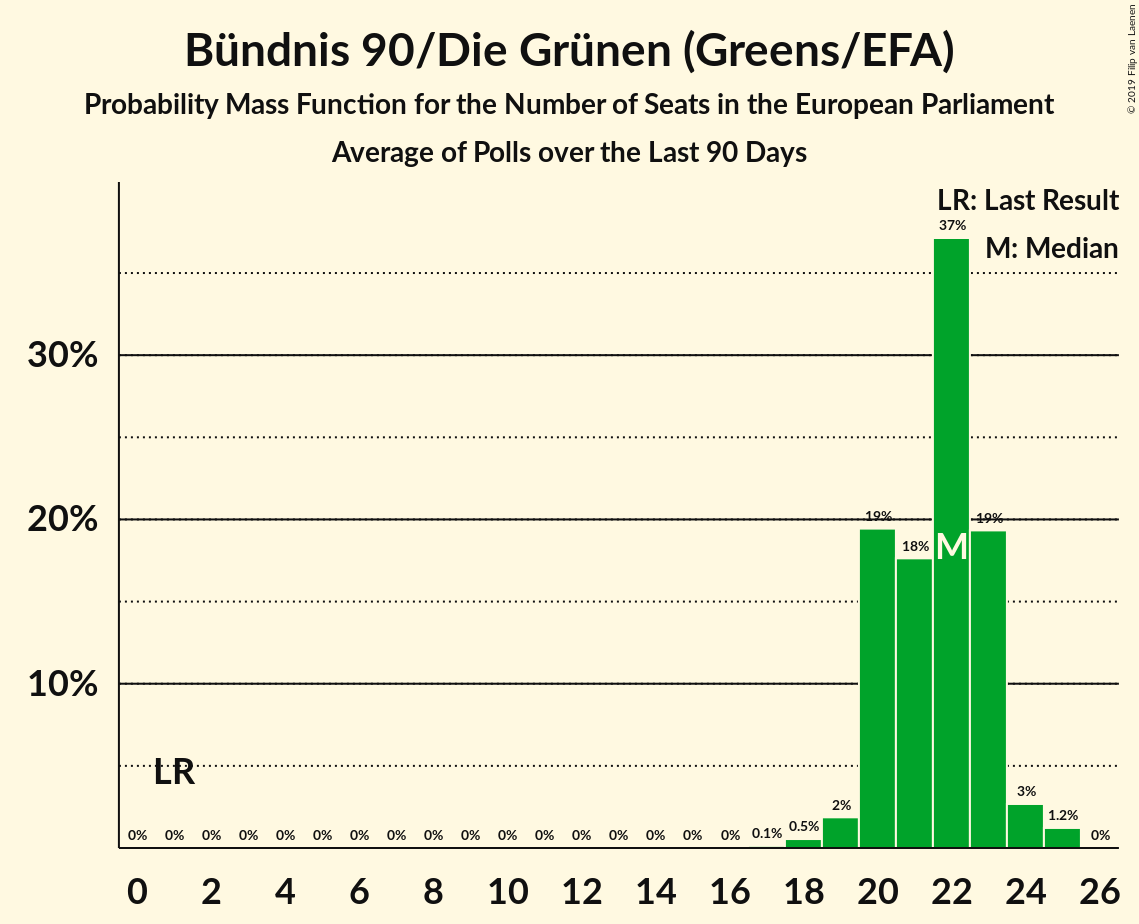 Bündnis 90/Die Grünen (Greens/EFA)
Probability Mass Function for the Number of Seats in the European Parliament
Average of Polls over the Last 90 Days
© 2019 Filip van Laenen
LR: Last Result
M: Median
37%
30%
20%
19%
18%
M
19%
10%
LR
0% 0% 0% 0% 0% 0% 0% 0% 0% 0% 0% 0% 0% 0% 0% 0% 0% 0.1% 0.5% 2% 3% 1.2% 0%
0 2 4 6 8 10 12 14 16 18 20 22 24 26